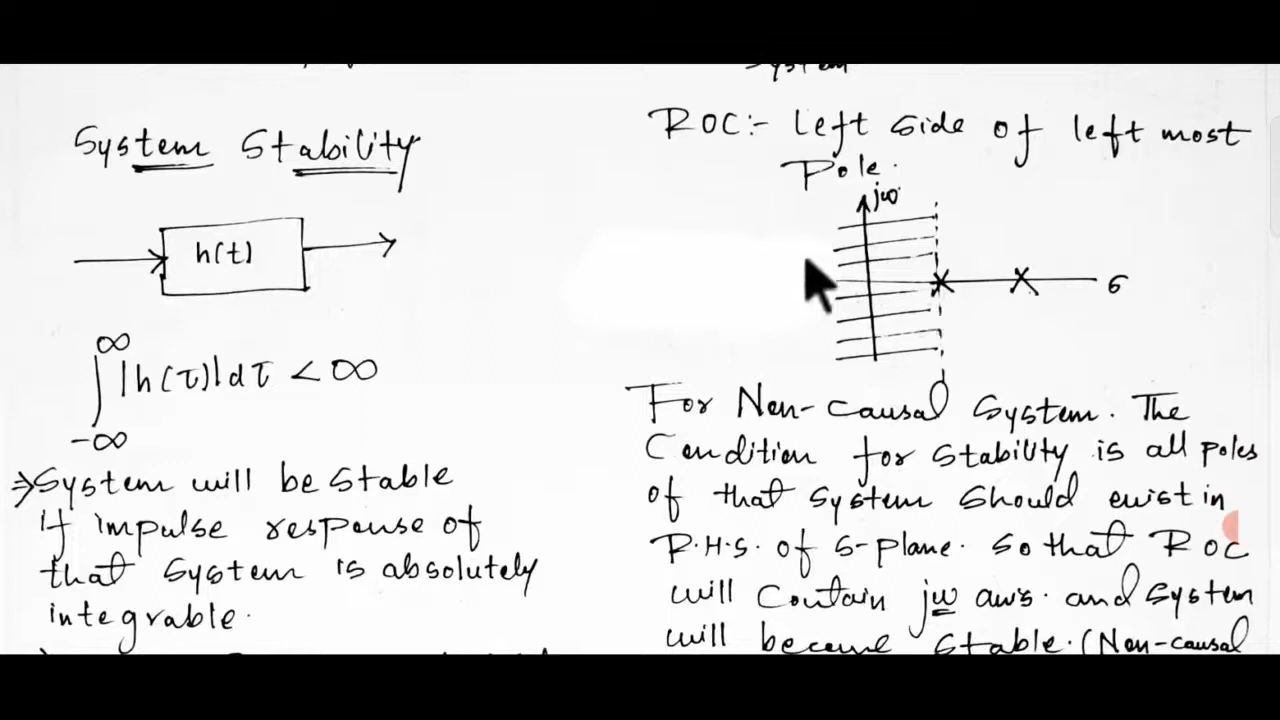 System Stability
h(t)
∞
∫ |h(τ)| dτ < ∞
-∞
⇒ System will be stable
if impulse response of
that system is absolutely
integrable.
System
ROC:- Left side of left most
Pole.
jω
σ
For Non-causal System. The
Condition for stability is all poles
of that system should exist in
R.H.S. of S-plane. so that ROC
will contain jω axis. and system
will become stable. (Non-causal